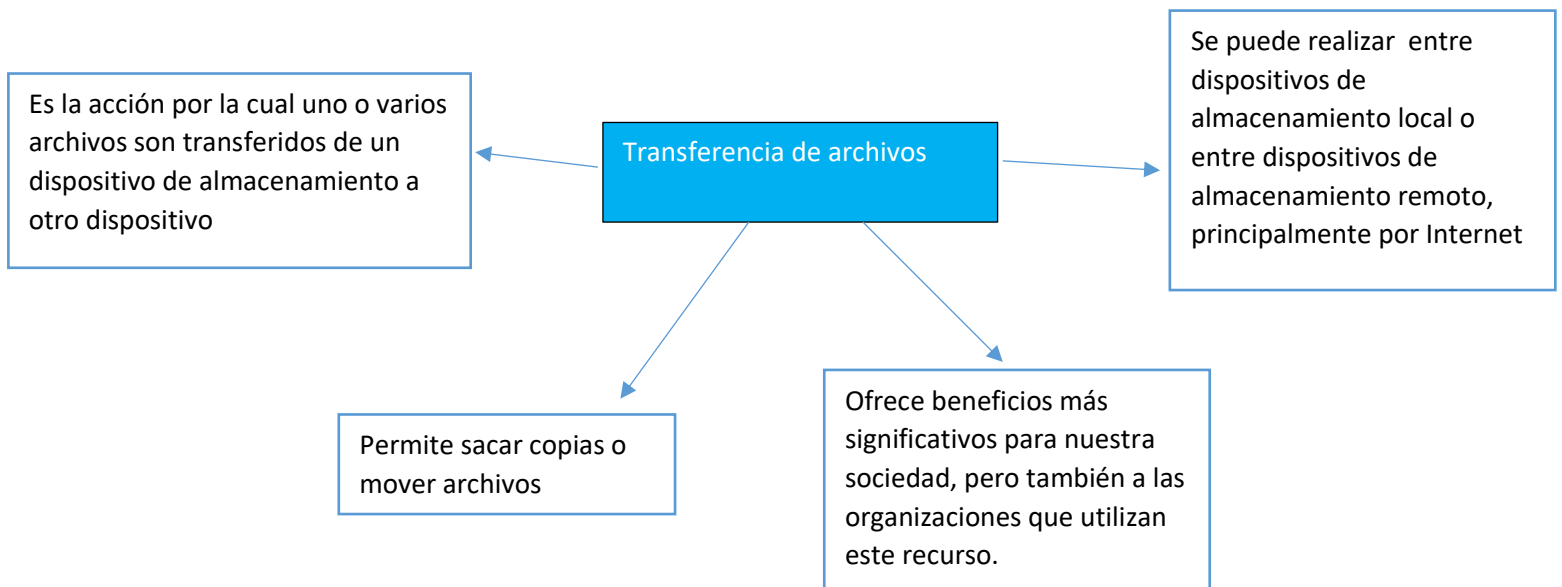 Es la acción por la cual uno o varios
archivos son transferidos de un
dispositivo de almacenamiento a
otro dispositivo
Transferencia de archivos
Se puede realizar  entre
dispositivos de
almacenamiento local o
entre dispositivos de
almacenamiento remoto,
principalmente por Internet
Permite sacar copias o
mover archivos
Ofrece beneficios más
significativos para nuestra
sociedad, pero también a las
organizaciones que utilizan
este recurso.